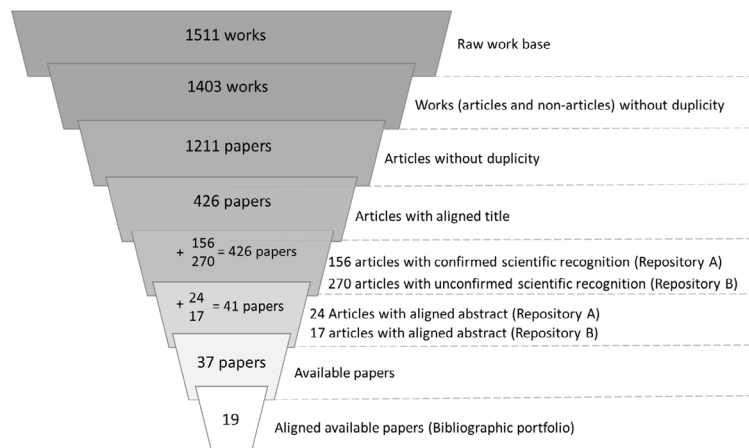 1511 works
Raw work base
1403 works
Works (articles and non-articles) without duplicity
1211 papers
Articles without duplicity
426 papers
Articles with aligned title
+ 156
270 = 426 papers
156 articles with confirmed scientific recognition (Repository A)
270 articles with unconfirmed scientific recognition (Repository B)
+ 24
17 = 41 papers
24 Articles with aligned abstract (Repository A)
17 articles with aligned abstract (Repository B)
37 papers
Available papers
19
Aligned available papers (Bibliographic portfolio)